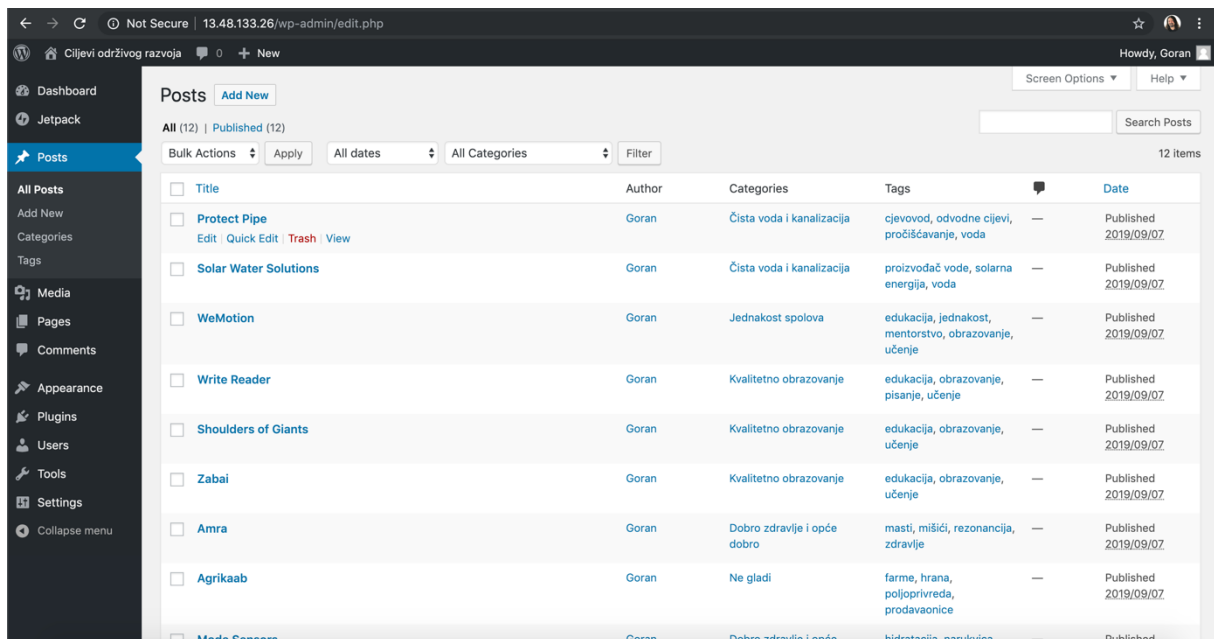 Not Secure | 13.48.133.26/wp-admin/edit.php
Ciljevi održivog razvoja 0 + New Howdy, Goran
Screen Options ▼ Help ▼
Dashboard
Jetpack
Posts
All Posts
Add New
Categories
Tags
Media
Pages
Comments
Appearance
Plugins
Users
Tools
Settings
Collapse menu
Posts Add New
All (12) | Published (12)
Search Posts
Bulk Actions Apply All dates All Categories Filter 12 items
Title Author Categories Tags Date
Protect Pipe Goran Čista voda i kanalizacija cjevovod, odvodne cijevi, — Published
Edit | Quick Edit | Trash | View pročišćavanje, voda 2019/09/07
Solar Water Solutions Goran Čista voda i kanalizacija proizvođač vode, solarna — Published
energija, voda 2019/09/07
WeMotion Goran Jednakost spolova edukacija, jednakost, — Published
mentorstvo, obrazovanje, 2019/09/07
učenje
Write Reader Goran Kvalitetno obrazovanje edukacija, obrazovanje, — Published
pisanje, učenje 2019/09/07
Shoulders of Giants Goran Kvalitetno obrazovanje edukacija, obrazovanje, — Published
učenje 2019/09/07
Zabai Goran Kvalitetno obrazovanje edukacija, obrazovanje, — Published
učenje 2019/09/07
Amra Goran Dobro zdravlje i opće masti, mišići, rezonancija, — Published
dobro zdravlje 2019/09/07
Agrikaab Goran Ne gladi farme, hrana, — Published
poljoprivreda, 2019/09/07
prodavaonice
Goran Dobro zdravlje i opće hidratacija, narukvica, Published